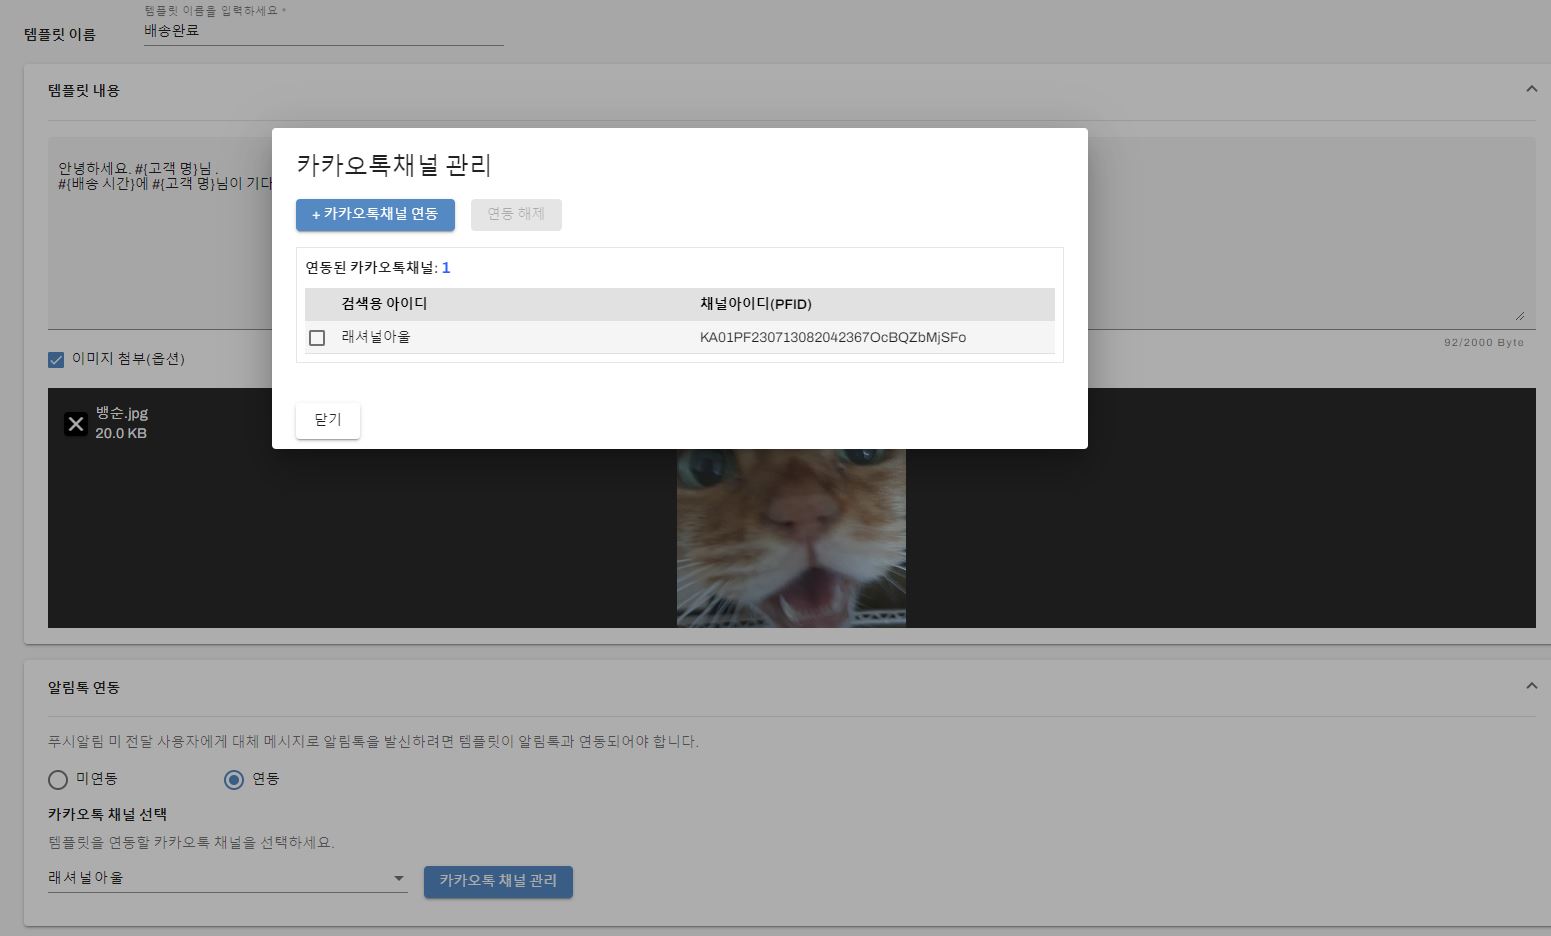 템플릿 이름을 입력하세요 *
템플릿 이름
배송완료
템플릿 내용
안녕하세요. #{고객 명}님 .
#{배송 시간}에 #{고객 명}님이 기다
92/2000 Byte
이미지 첨부(옵션)
뱅순.jpg
20.0 KB
카카오톡채널 관리
+ 카카오톡채널 연동
연동 해제
연동된 카카오톡채널: 1
검색용 아이디
채널아이디(PFID)
래셔널아울
KA01PF230713082042367OcBQZbMjSFo
닫기
알림톡 연동
푸시알림 미 전달 사용자에게 대체 메시지로 알림톡을 발신하려면 템플릿이 알림톡과 연동되어야 합니다.
미연동
연동
카카오톡 채널 선택
템플릿을 연동할 카카오톡 채널을 선택하세요.
래셔널아울
카카오톡 채널 관리